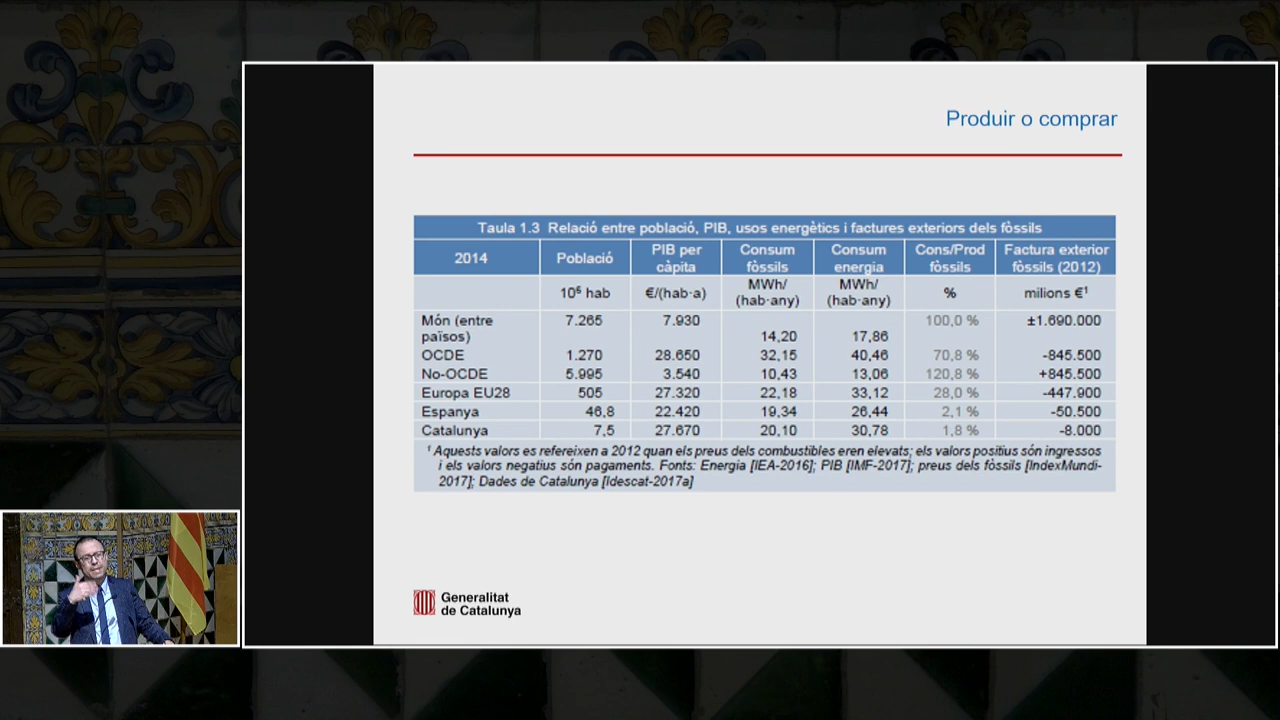 Produir o comprar
Taula 1.3 Relació entre població, PIB, usos energètics i factures exteriors dels fòssils
2014 Població PIB per càpita Consum fòssils Consum energia Cons/Prod fòssils Factura exterior fòssils (2012)
10⁶ hab €/(hab·a) MWh/(hab·any) MWh/(hab·any) % milions €¹
Món (entre països) 7.265 7.930 14,20 17,86 100,0 % ±1.690.000
OCDE 1.270 28.650 32,15 40,46 70,8 % -845.500
No-OCDE 5.995 3.540 10,43 13,06 120,8 % +845.500
Europa EU28 505 27.320 22,18 33,12 28,0 % -447.900
Espanya 46,8 22.420 19,34 26,44 2,1 % -50.500
Catalunya 7,5 27.670 20,10 30,78 1,8 % -8.000
¹ Aquests valors es refereixen a 2012 quan els preus dels combustibles eren elevats; els valors positius són ingressos
i els valors negatius són pagaments. Fonts: Energia [IEA-2016]; PIB [IMF-2017]; preus dels fòssils [IndexMundi-
2017]; Dades de Catalunya [Idescat-2017a]
Generalitat
de Catalunya